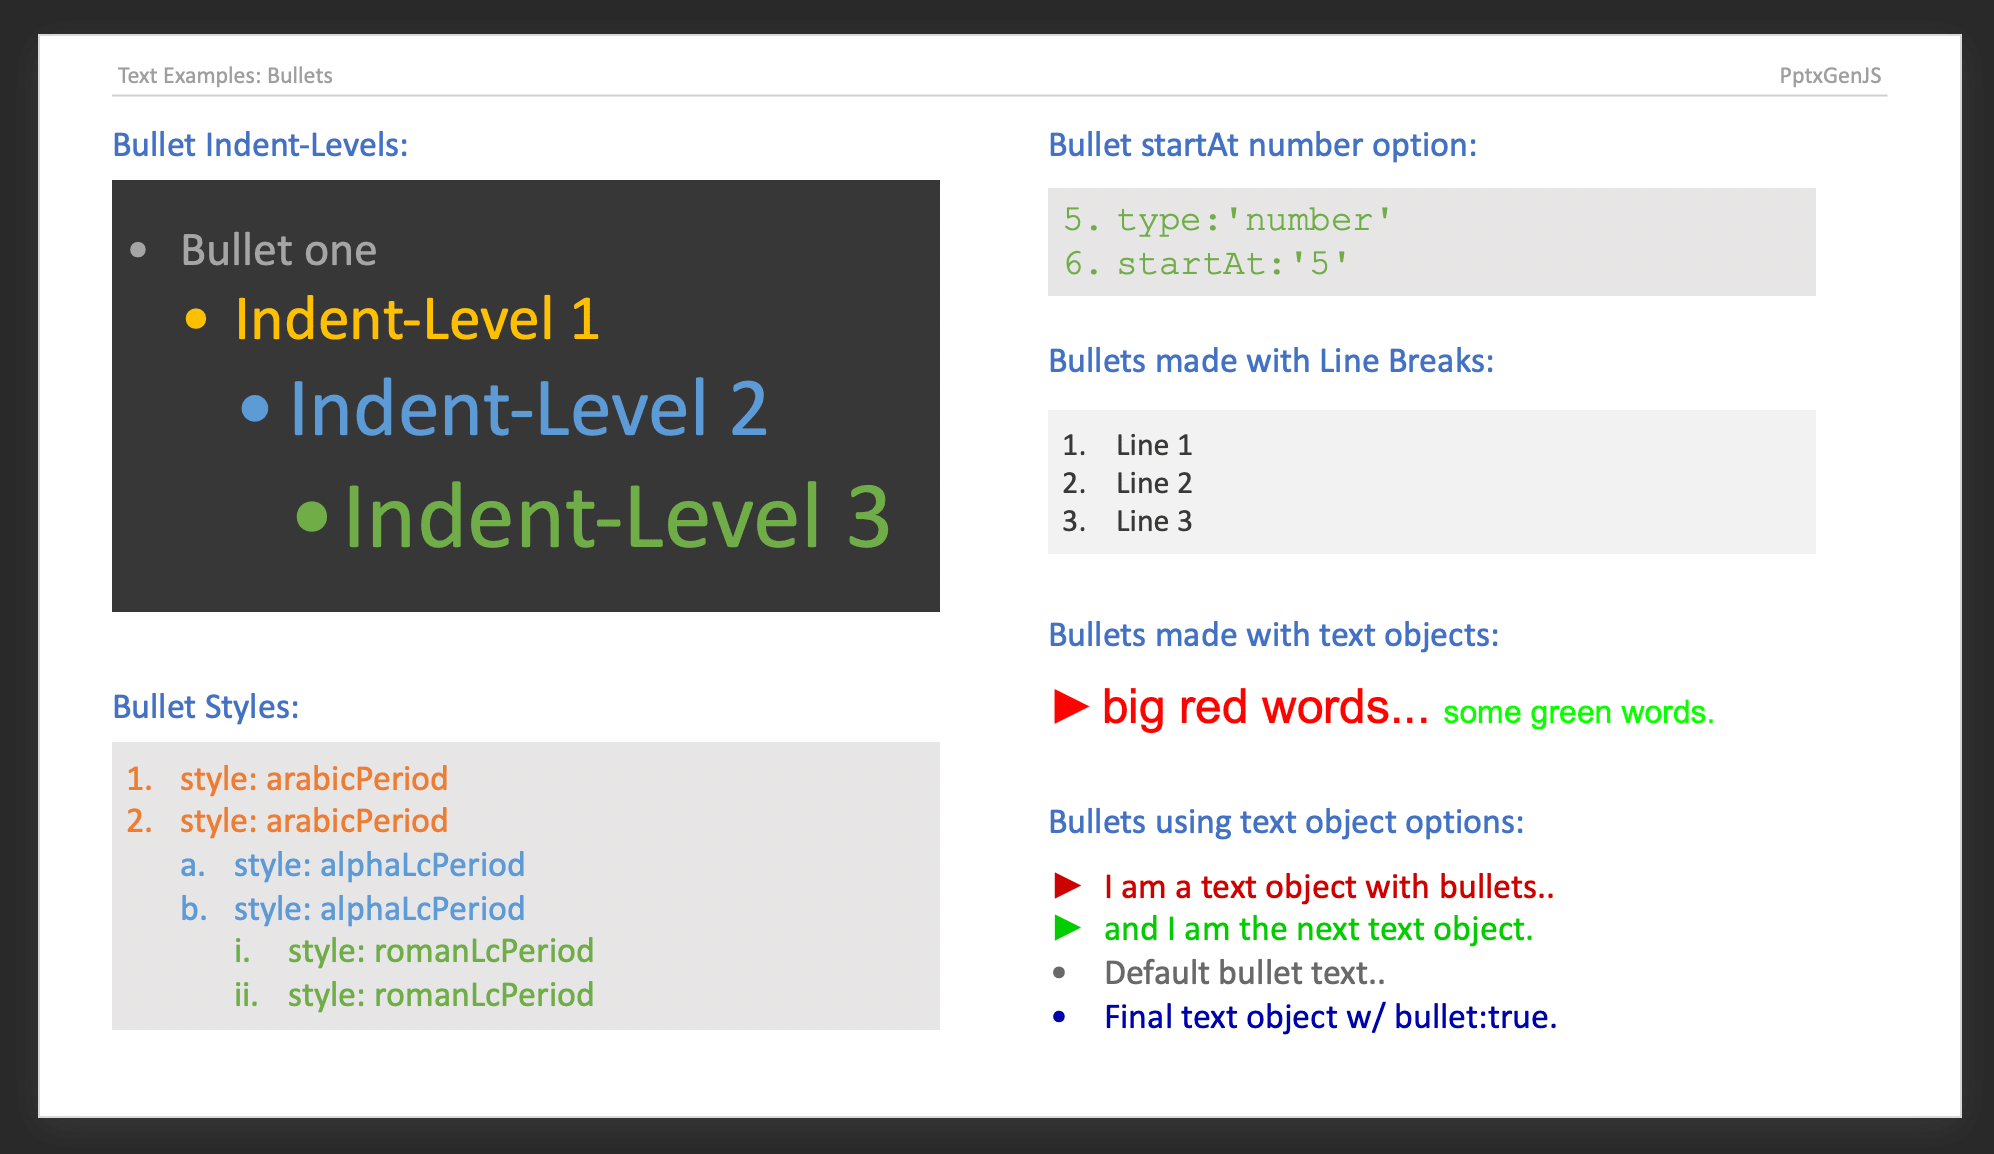 Text Examples: Bullets
PptxGenJS
Bullet Indent-Levels:
• Bullet one
• Indent-Level 1
• Indent-Level 2
• Indent-Level 3
Bullet Styles:
1. style: arabicPeriod
2. style: arabicPeriod
a. style: alphaLcPeriod
b. style: alphaLcPeriod
i. style: romanLcPeriod
ii. style: romanLcPeriod
Bullet startAt number option:
5. type:'number'
6. startAt:'5'
Bullets made with Line Breaks:
1. Line 1
2. Line 2
3. Line 3
Bullets made with text objects:
► big red words... some green words.
Bullets using text object options:
► I am a text object with bullets..
► and I am the next text object.
• Default bullet text..
• Final text object w/ bullet:true.